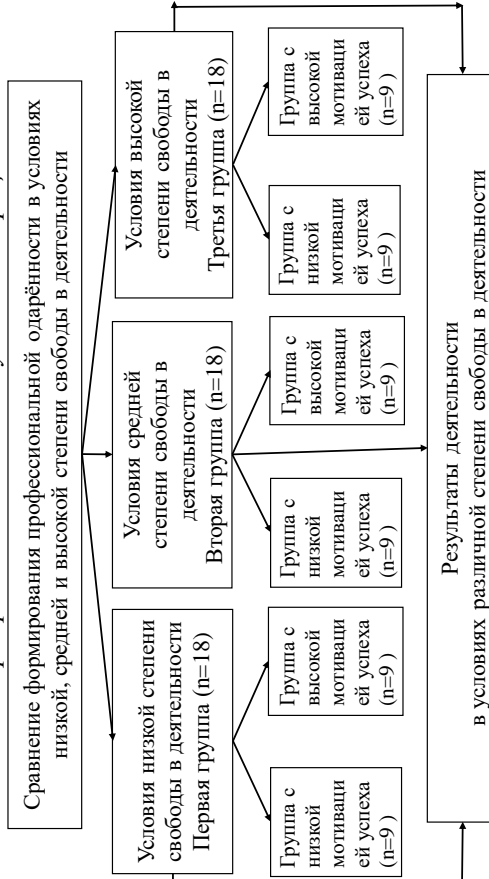 Сравнение формирования профессиональной одарённости в условиях
низкой, средней и высокой степени свободы в деятельности
Условия низкой степени
свободы в деятельности
Первая группа (n=18)
Условия средней
степени свободы в
деятельности
Вторая группа (n=18)
Условия высокой
степени свободы в
деятельности
Третья группа (n=18)
Группа с
низкой
мотиваци
ей успеха
(n=9 )
Группа с
высокой
мотиваци
ей успеха
(n=9 )
Группа с
низкой
мотиваци
ей успеха
(n=9 )
Группа с
высокой
мотиваци
ей успеха
(n=9 )
Группа с
низкой
мотиваци
ей успеха
(n=9 )
Группа с
высокой
мотиваци
ей успеха
(n=9 )
Результаты деятельности
в условиях различной степени свободы в деятельности